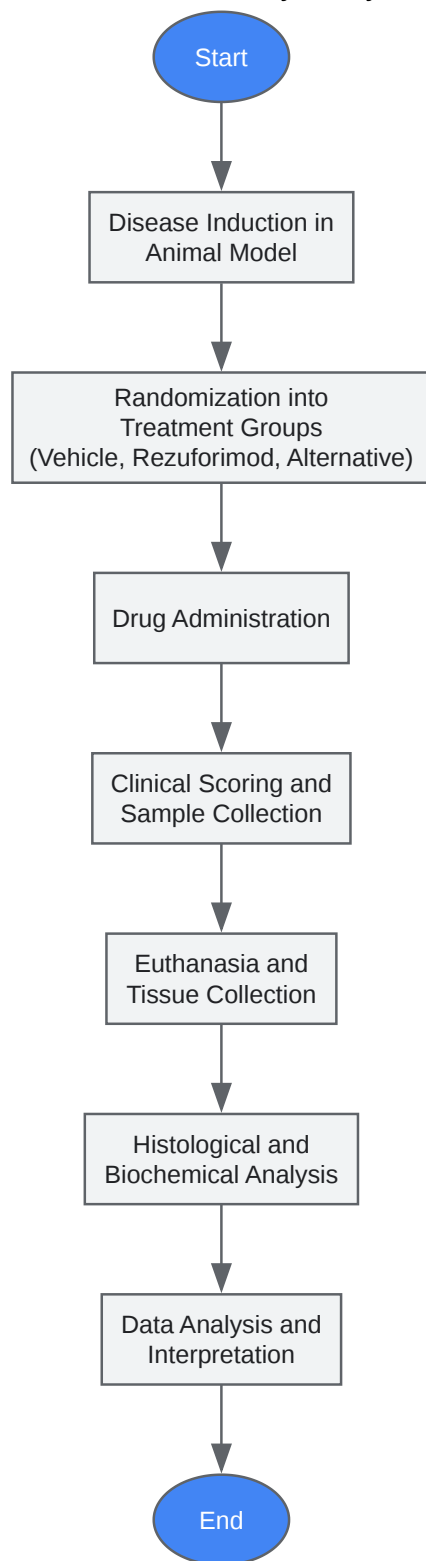 Start
Disease Induction in
Animal Model
Randomization into
Treatment Groups
(Vehicle, Rezuforimod, Alternative)
Drug Administration
Clinical Scoring and
Sample Collection
Euthanasia and
Tissue Collection
Histological and
Biochemical Analysis
Data Analysis and
Interpretation
End